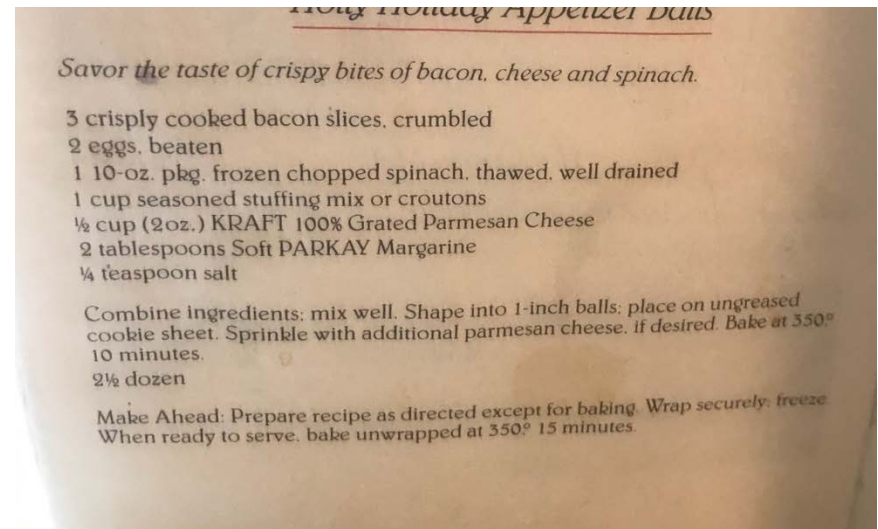 Holly Holiday Appetizer Balls
Savor the taste of crispy bites of bacon, cheese and spinach.
3 crisply cooked bacon slices, crumbled
2 eggs, beaten
1 10-oz. pkg. frozen chopped spinach, thawed, well drained
1 cup seasoned stuffing mix or croutons
½ cup (2oz.) KRAFT 100% Grated Parmesan Cheese
2 tablespoons Soft PARKAY Margarine
¼ teaspoon salt
Combine ingredients; mix well. Shape into 1-inch balls; place on ungreased
cookie sheet. Sprinkle with additional parmesan cheese, if desired. Bake at 350°
10 minutes.
2½ dozen
Make Ahead: Prepare recipe as directed except for baking. Wrap securely; freeze.
When ready to serve, bake unwrapped at 350° 15 minutes.